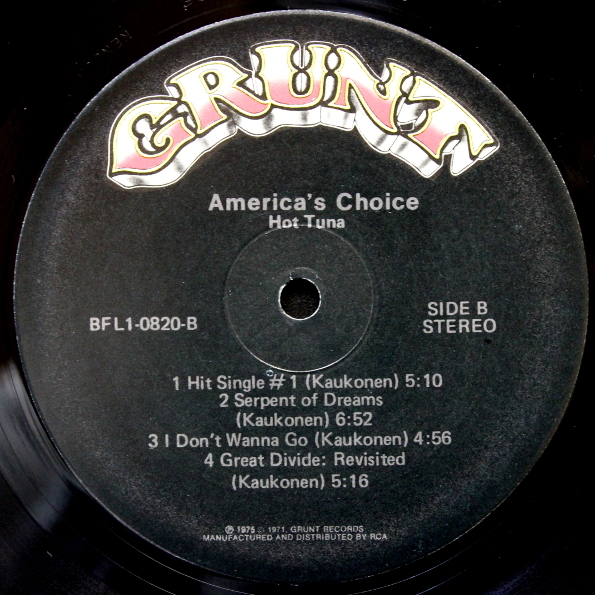 GRUNT
America's Choice
Hot Tuna
BFL1-0820-B
SIDE B
STEREO
1 Hit Single #1 (Kaukonen) 5:10
2 Serpent of Dreams
(Kaukonen) 6:52
3 I Don't Wanna Go (Kaukonen) 4:56
4 Great Divide: Revisited
(Kaukonen) 5:16
℗ 1975 © 1971, GRUNT RECORDS
MANUFACTURED AND DISTRIBUTED BY RCA